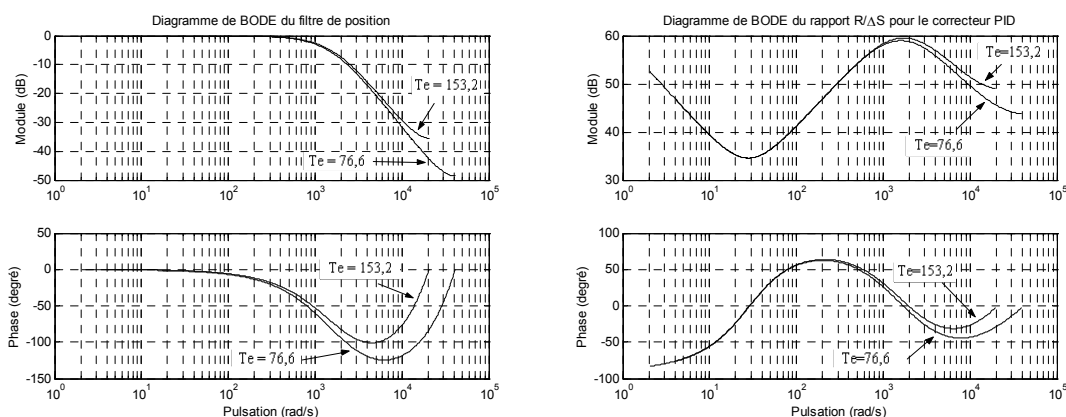 Diagramme de BODE du filtre de position
0
-10
-20
-30
-40
-50
Module (dB)
Te = 153,2
Te = 76,6
10^0 10^1 10^2 10^3 10^4 10^5
50
0
-50
-100
-150
Phase (degré)
Te = 153,2
Te = 76,6
10^0 10^1 10^2 10^3 10^4 10^5
Pulsation (rad/s)
Diagramme de BODE du rapport R/ΔS pour le correcteur PID
60
50
40
30
Module (dB)
Te=153,2
Te=76,6
10^0 10^1 10^2 10^3 10^4 10^5
100
50
0
-50
-100
Phase (degré)
Te=153,2
Te=76,6
10^0 10^1 10^2 10^3 10^4 10^5
Pulsation (rad/s)